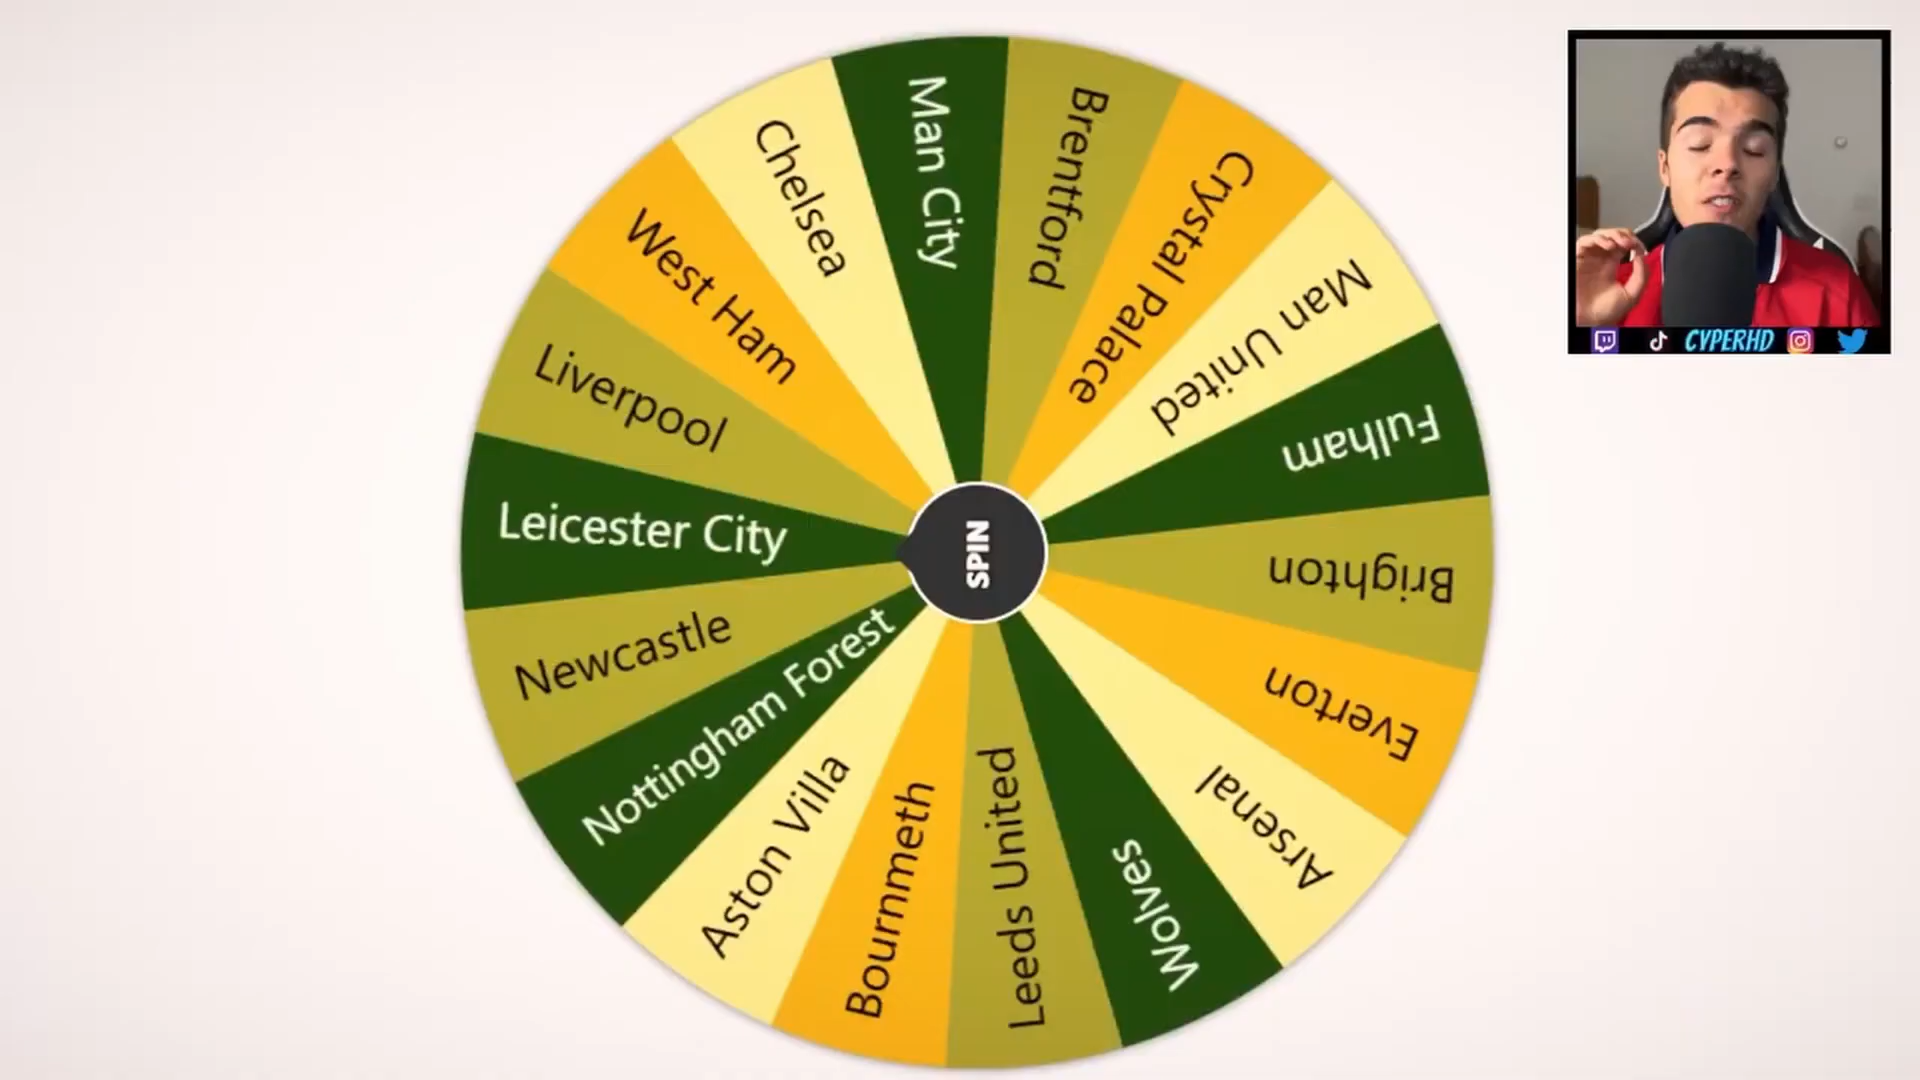 Man City
Brentford
Crystal Palace
Man United
Fulham
Brighton
Everton
Arsenal
Wolves
Leeds United
Bournmeth
Aston Villa
Nottingham Forest
Newcastle
Leicester City
Liverpool
West Ham
Chelsea
SPIN
CYPERHD